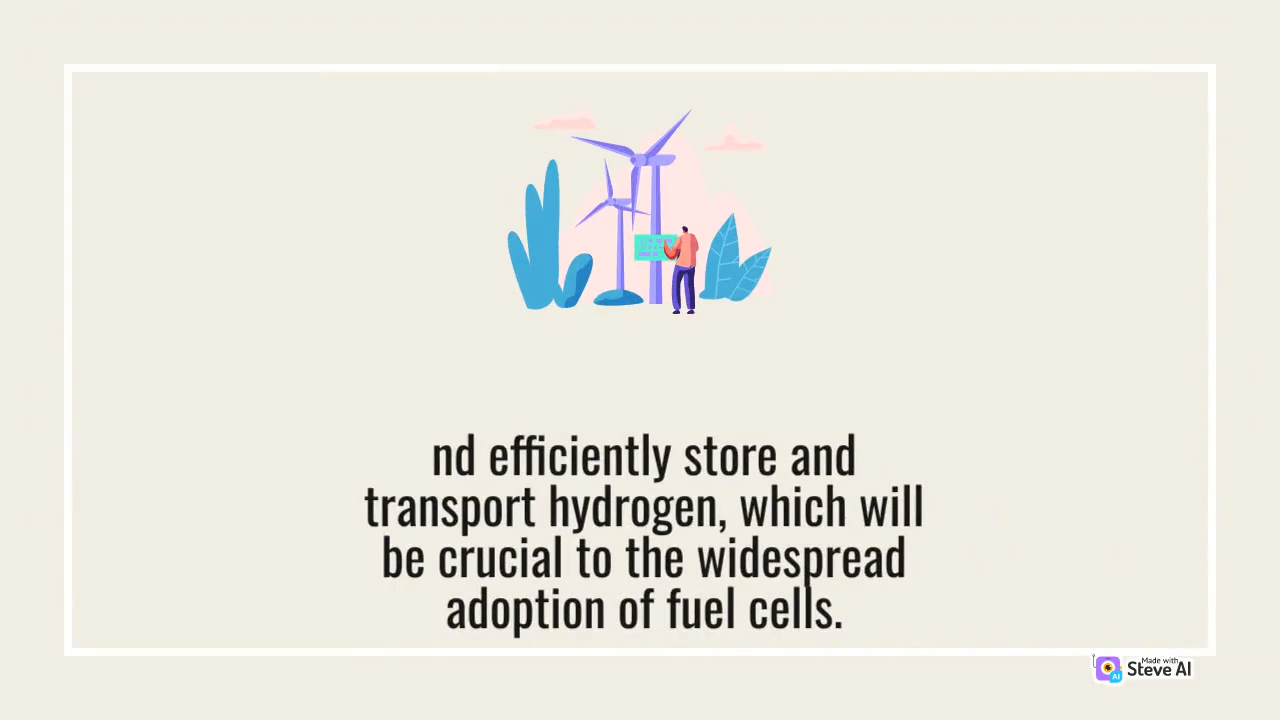 nd efficiently store and
transport hydrogen, which will
be crucial to the widespread
adoption of fuel cells.
Made with
Steve AI
AI